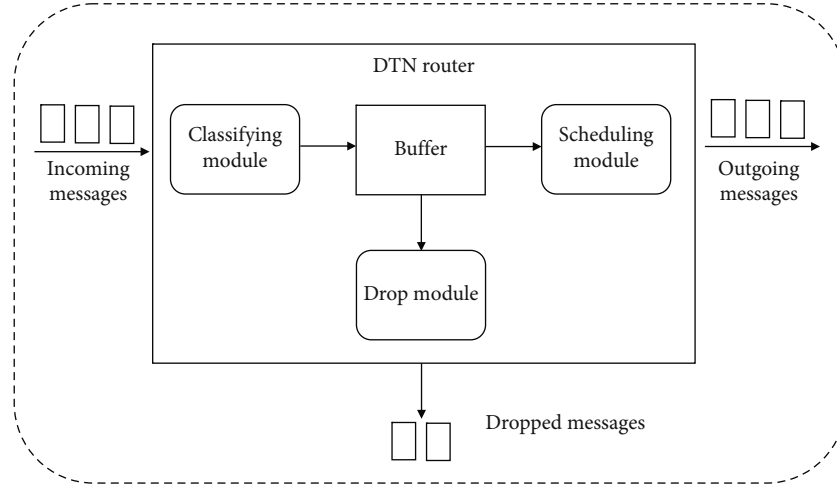 DTN router
Incoming
messages
Classifying
module
Buffer
Scheduling
module
Outgoing
messages
Drop module
Dropped messages